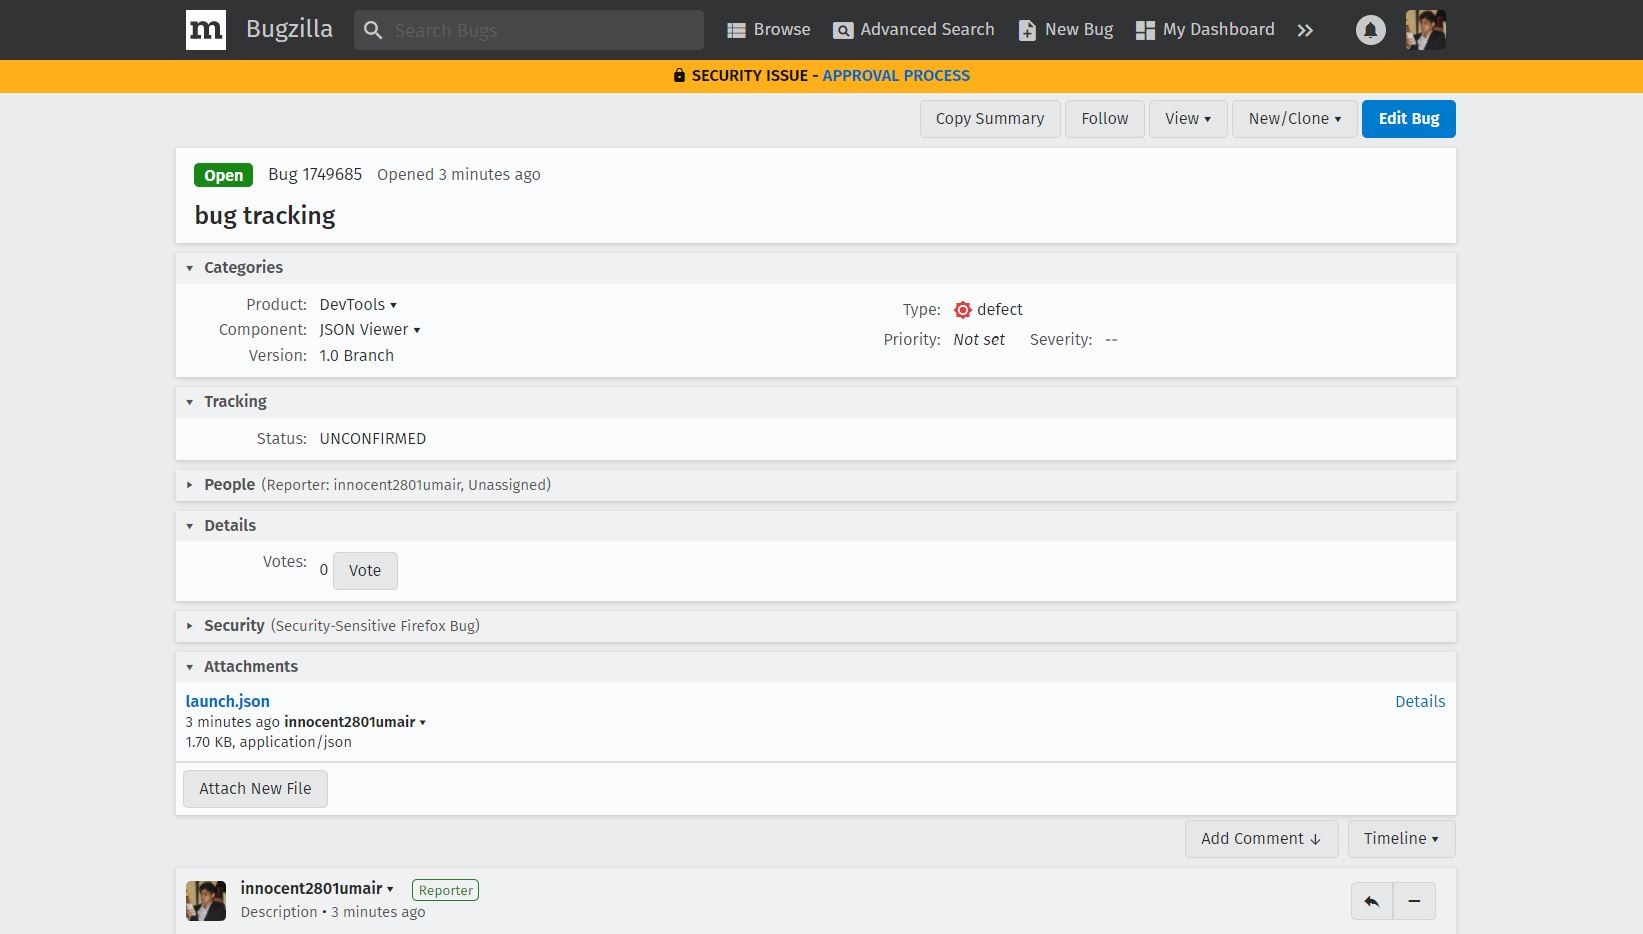 m Bugzilla Search Bugs Browse Advanced Search New Bug My Dashboard
SECURITY ISSUE - APPROVAL PROCESS
Copy Summary Follow View New/Clone Edit Bug
Open Bug 1749685 Opened 3 minutes ago
bug tracking
Categories
Product: DevTools
Component: JSON Viewer
Version: 1.0 Branch
Type: defect
Priority: Not set Severity: --
Tracking
Status: UNCONFIRMED
People (Reporter: innocent2801umair, Unassigned)
Details
Votes: 0 Vote
Security (Security-Sensitive Firefox Bug)
Attachments
launch.json Details
3 minutes ago innocent2801umair
1.70 KB, application/json
Attach New File
Add Comment ↓ Timeline
innocent2801umair Reporter
Description • 3 minutes ago